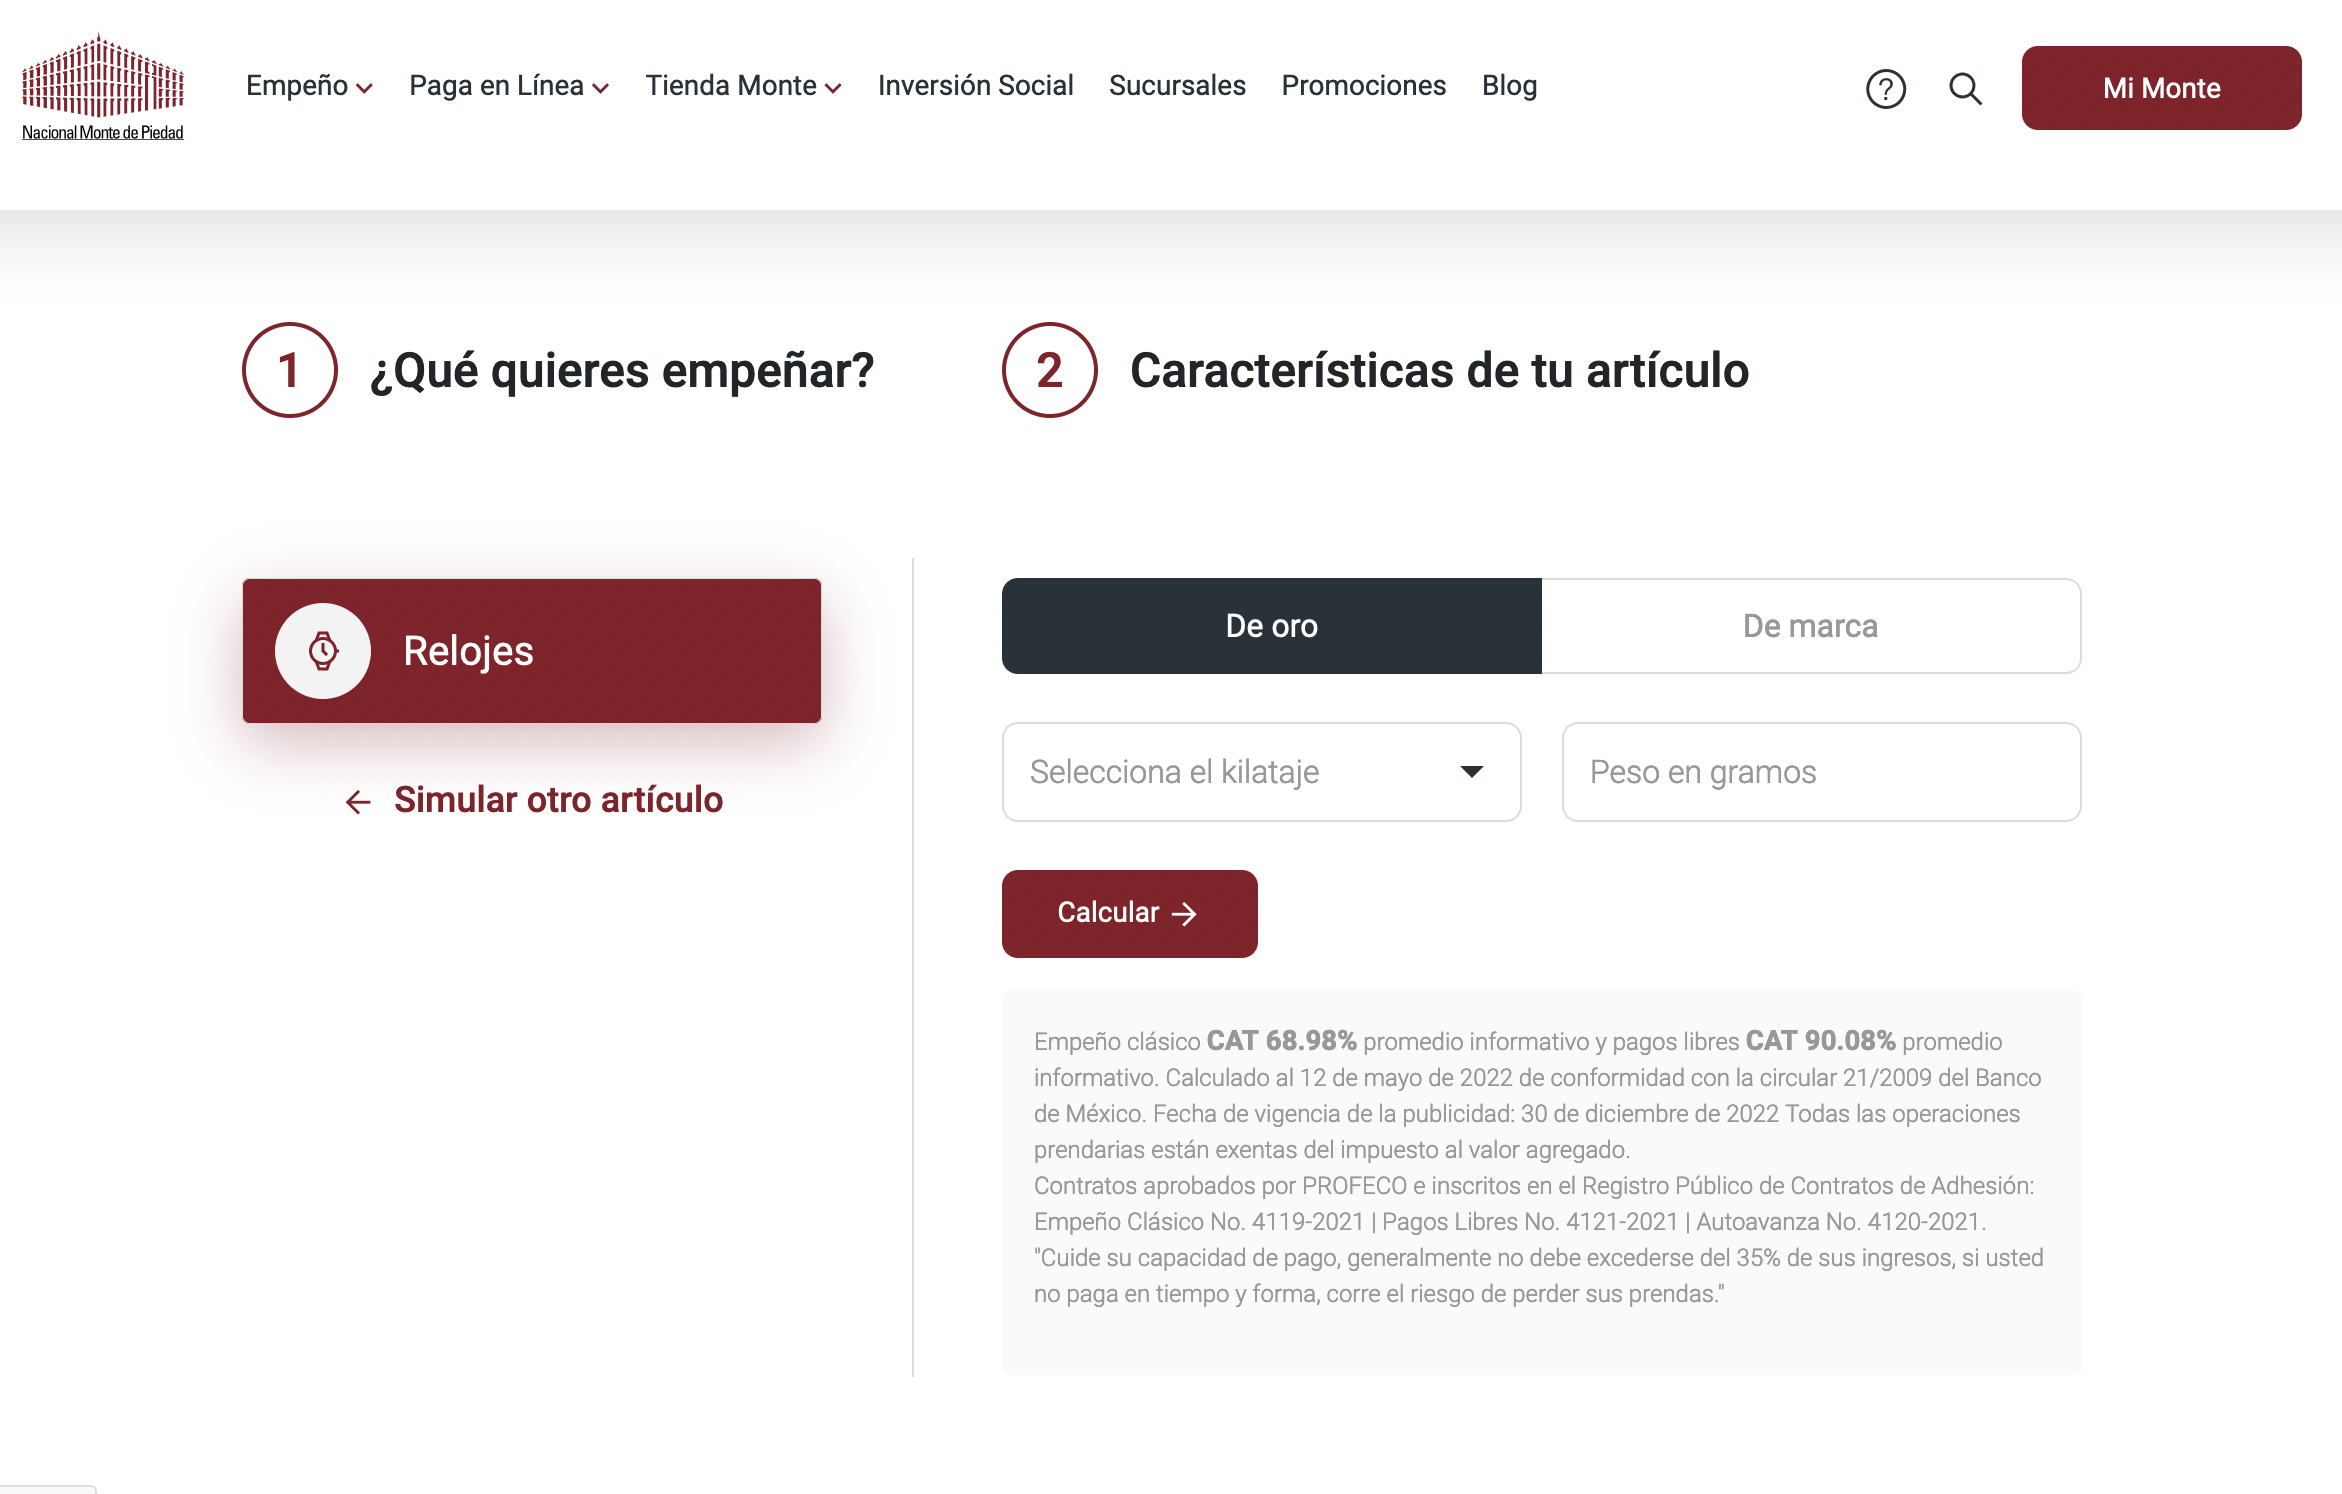 Nacional Monte de Piedad
Empeño
Paga en Línea
Tienda Monte
Inversión Social
Sucursales
Promociones
Blog
?
Mi Monte
1
¿Qué quieres empeñar?
2
Características de tu artículo
Relojes
Simular otro artículo
De oro
De marca
Selecciona el kilataje
Peso en gramos
Calcular
Empeño clásico CAT 68.98% promedio informativo y pagos libres CAT 90.08% promedio
informativo. Calculado al 12 de mayo de 2022 de conformidad con la circular 21/2009 del Banco
de México. Fecha de vigencia de la publicidad: 30 de diciembre de 2022 Todas las operaciones
prendarias están exentas del impuesto al valor agregado.
Contratos aprobados por PROFECO e inscritos en el Registro Público de Contratos de Adhesión:
Empeño Clásico No. 4119-2021 | Pagos Libres No. 4121-2021 | Autoavanza No. 4120-2021.
"Cuide su capacidad de pago, generalmente no debe excederse del 35% de sus ingresos, si usted
no paga en tiempo y forma, corre el riesgo de perder sus prendas."